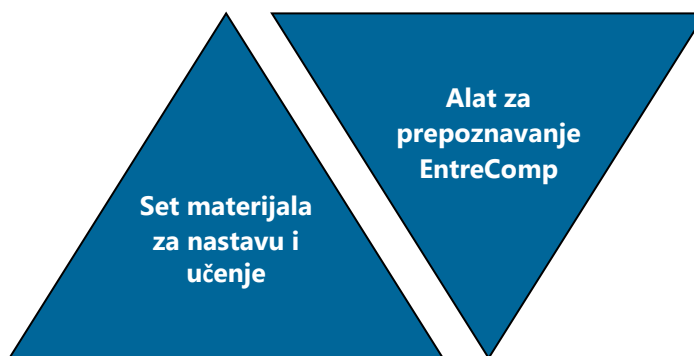 Set materijala
za nastavu i
učenje
Alat za
prepoznavanje
EntreComp